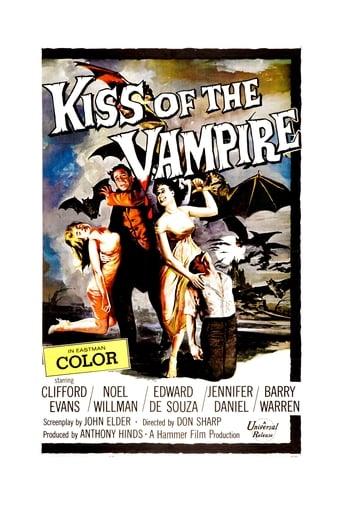 KISS OF THE
VAMPIRE
IN EASTMAN
COLOR
starring
CLIFFORD EVANS / NOEL WILLMAN / EDWARD DE SOUZA / JENNIFER DANIEL / BARRY WARREN
Screenplay by JOHN ELDER · Directed by DON SHARP
Produced by ANTHONY HINDS - A Hammer Film Production
A Universal Release